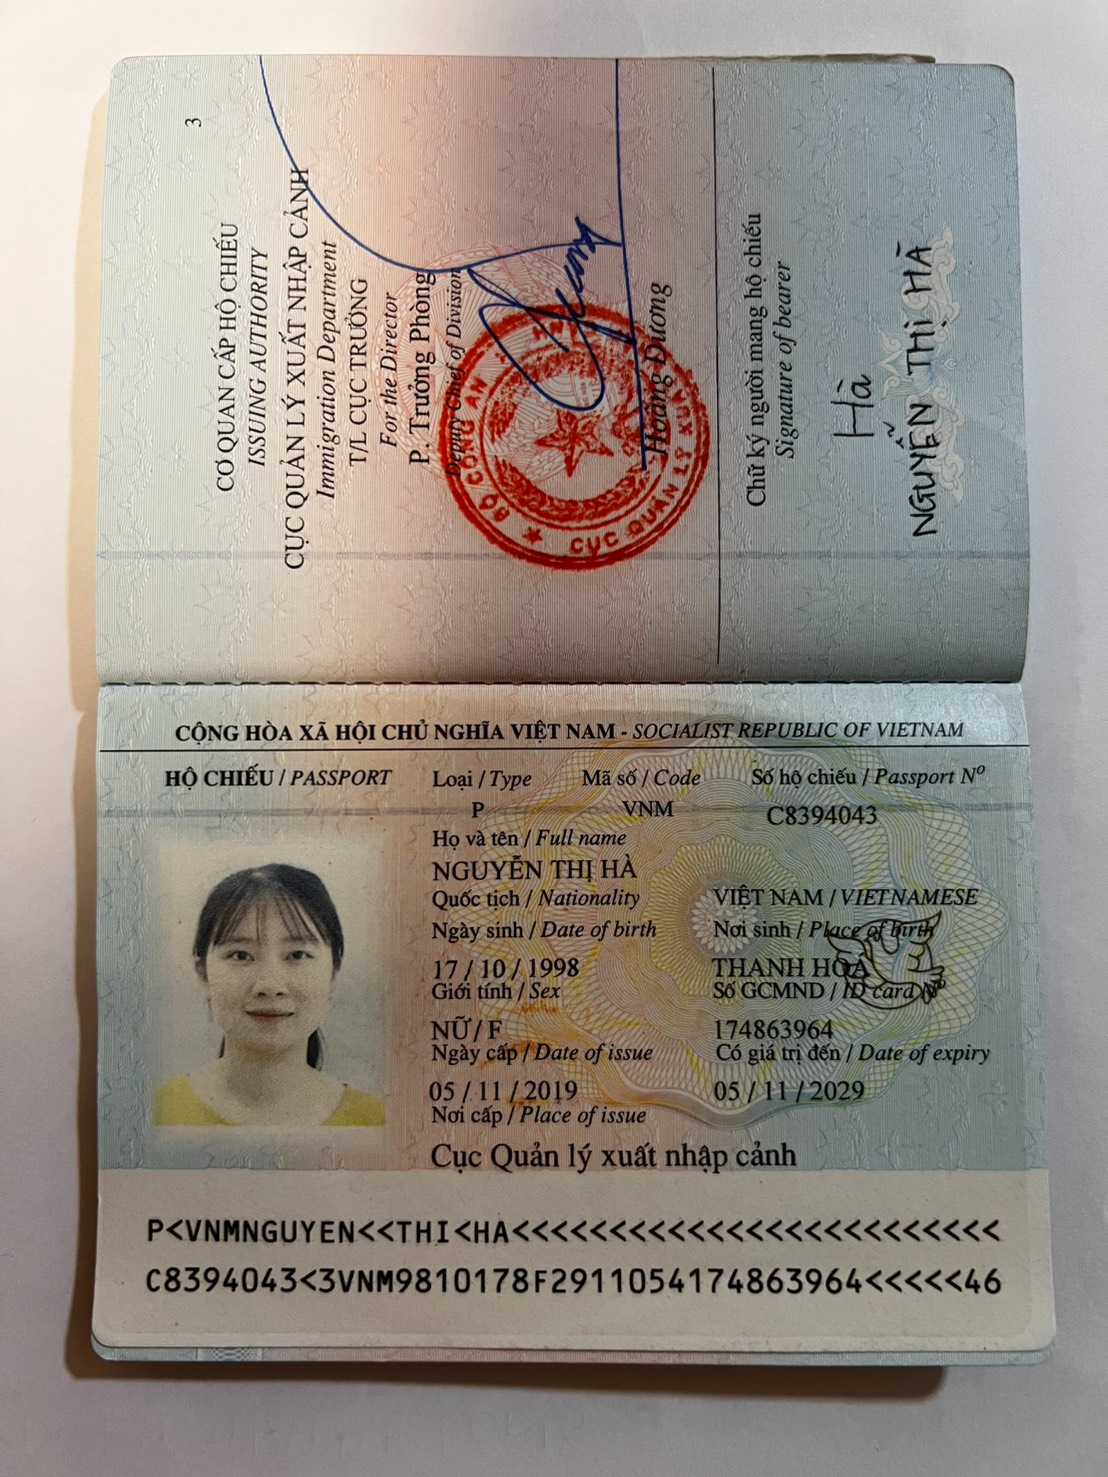 3
CƠ QUAN CẤP HỘ CHIẾU
ISSUING AUTHORITY
CỤC QUẢN LÝ XUẤT NHẬP CẢNH
Immigration Department
T/L CỤC TRƯỞNG
For the Director
P. Trưởng Phòng
Deputy Chief of Division
BỘ CÔNG AN
CỤC QUẢN LÝ XUẤT
Hoàng Dương
Chữ ký người mang hộ chiếu
Signature of bearer
Hà
NGUYỄN THỊ HÀ
CỘNG HÒA XÃ HỘI CHỦ NGHĨA VIỆT NAM - SOCIALIST REPUBLIC OF VIETNAM
HỘ CHIẾU / PASSPORT Loại / Type Mã số / Code Số hộ chiếu / Passport Nº
P VNM C8394043
Họ và tên / Full name
NGUYỄN THỊ HÀ
Quốc tịch / Nationality VIỆT NAM / VIETNAMESE
Ngày sinh / Date of birth Nơi sinh / Place of birth
17 / 10 / 1998 THANH HÓA
Giới tính / Sex Số GCMND / ID card Nº
NỮ / F 174863964
Ngày cấp / Date of issue Có giá trị đến / Date of expiry
05 / 11 / 2019 05 / 11 / 2029
Nơi cấp / Place of issue
Cục Quản lý xuất nhập cảnh
P<VNMNGUYEN<<THI<HA<<<<<<<<<<<<<<<<<<<<<<<<<
C8394043<3VNM9810178F2911054174863964<<<<<46